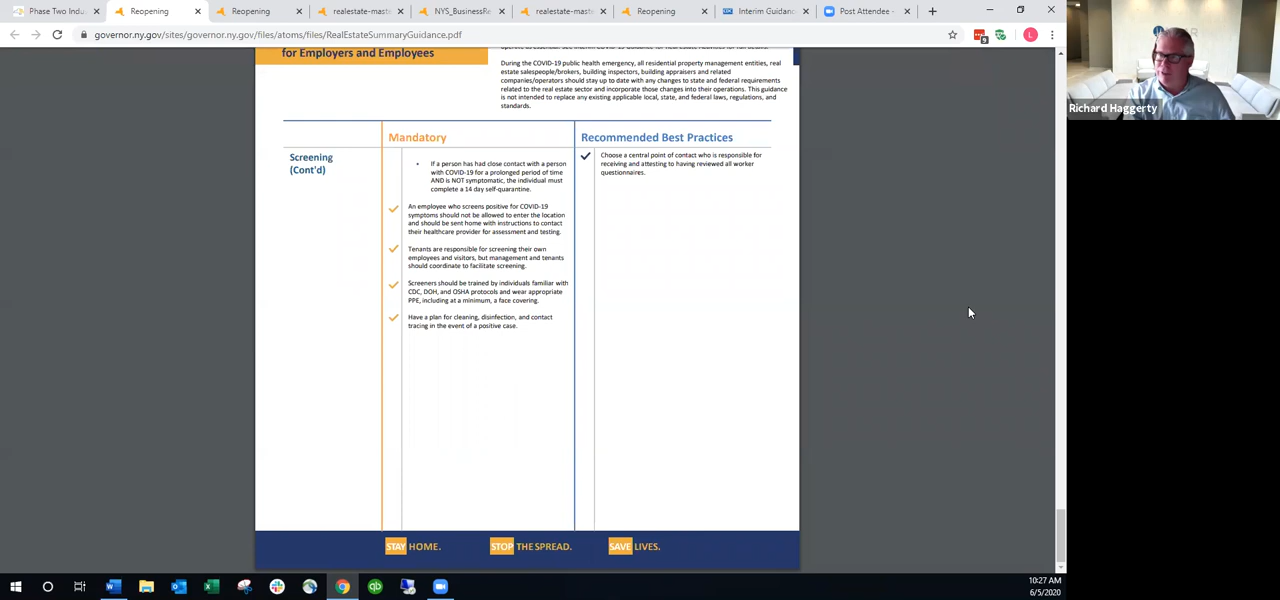 Phase Two Indu
Reopening
Reopening
realestate-maste
NYS_BusinessRe
realestate-maste
Reopening
Interim Guidanc
Post Attendee -
governor.ny.gov/sites/governor.ny.gov/files/atoms/files/RealEstateSummaryGuidance.pdf
9
L
Richard Haggerty
for Employers and Employees
During the COVID-19 public health emergency, all residential property management entities, real
estate salespeople/brokers, building inspectors, building appraisers and related
companies/operators should stay up to date with any changes to state and federal requirements
related to the real estate sector and incorporate those changes into their operations. This guidance
is not intended to replace any existing applicable local, state, and federal laws, regulations, and
standards.
Mandatory
Recommended Best Practices
Screening
(Cont'd)
• If a person has had close contact with a person
with COVID-19 for a prolonged period of time
AND is NOT symptomatic, the individual must
complete a 14 day self-quarantine.
An employee who screens positive for COVID-19
symptoms should not be allowed to enter the location
and should be sent home with instructions to contact
their healthcare provider for assessment and testing.
Tenants are responsible for screening their own
employees and visitors, but management and tenants
should coordinate to facilitate screening.
Screeners should be trained by individuals familiar with
CDC, DOH, and OSHA protocols and wear appropriate
PPE, including at a minimum, a face covering.
Have a plan for cleaning, disinfection, and contact
tracing in the event of a positive case.
Choose a central point of contact who is responsible for
receiving and attesting to having reviewed all worker
questionnaires.
STAY HOME.
STOP THE SPREAD.
SAVE LIVES.
10:27 AM
6/5/2020